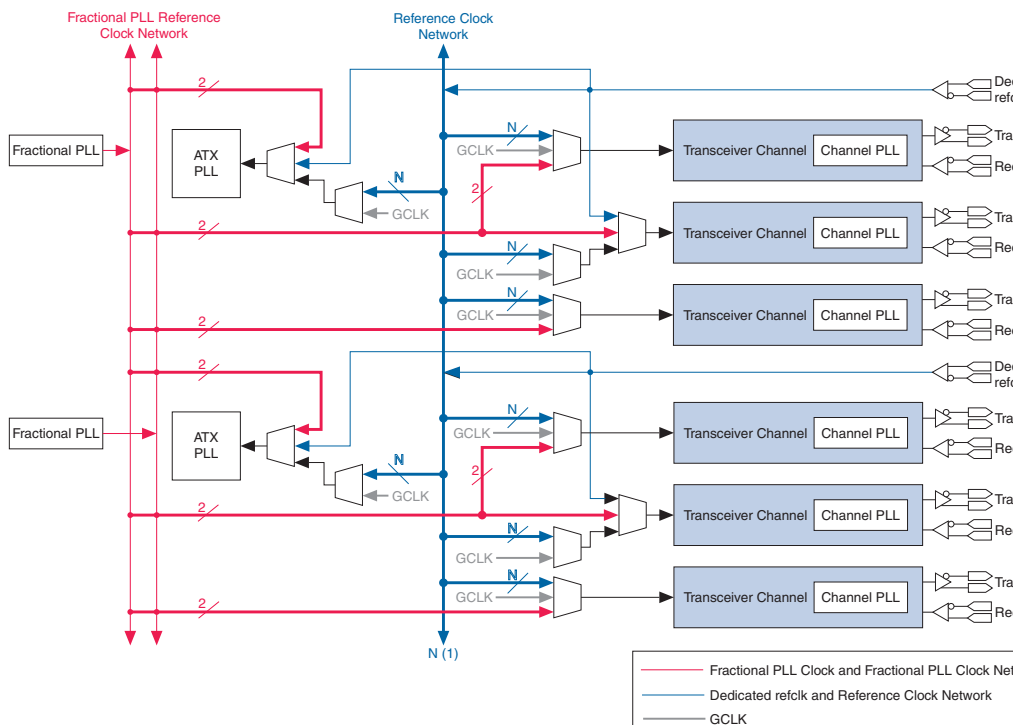 Fractional PLL Reference
Clock Network
Reference Clock
Network
2
Fractional PLL
ATX
PLL
N
GCLK
N
GCLK
2
Transceiver Channel
Channel PLL
2
N
GCLK
Transceiver Channel
Channel PLL
N
GCLK
2
Transceiver Channel
Channel PLL
2
Fractional PLL
ATX
PLL
N
GCLK
N
GCLK
2
Transceiver Channel
Channel PLL
2
N
GCLK
Transceiver Channel
Channel PLL
N
GCLK
2
Transceiver Channel
Channel PLL
N (1)
Fractional PLL Clock and Fractional PLL Clock
Dedicated refclk and Reference Clock Network
GCLK